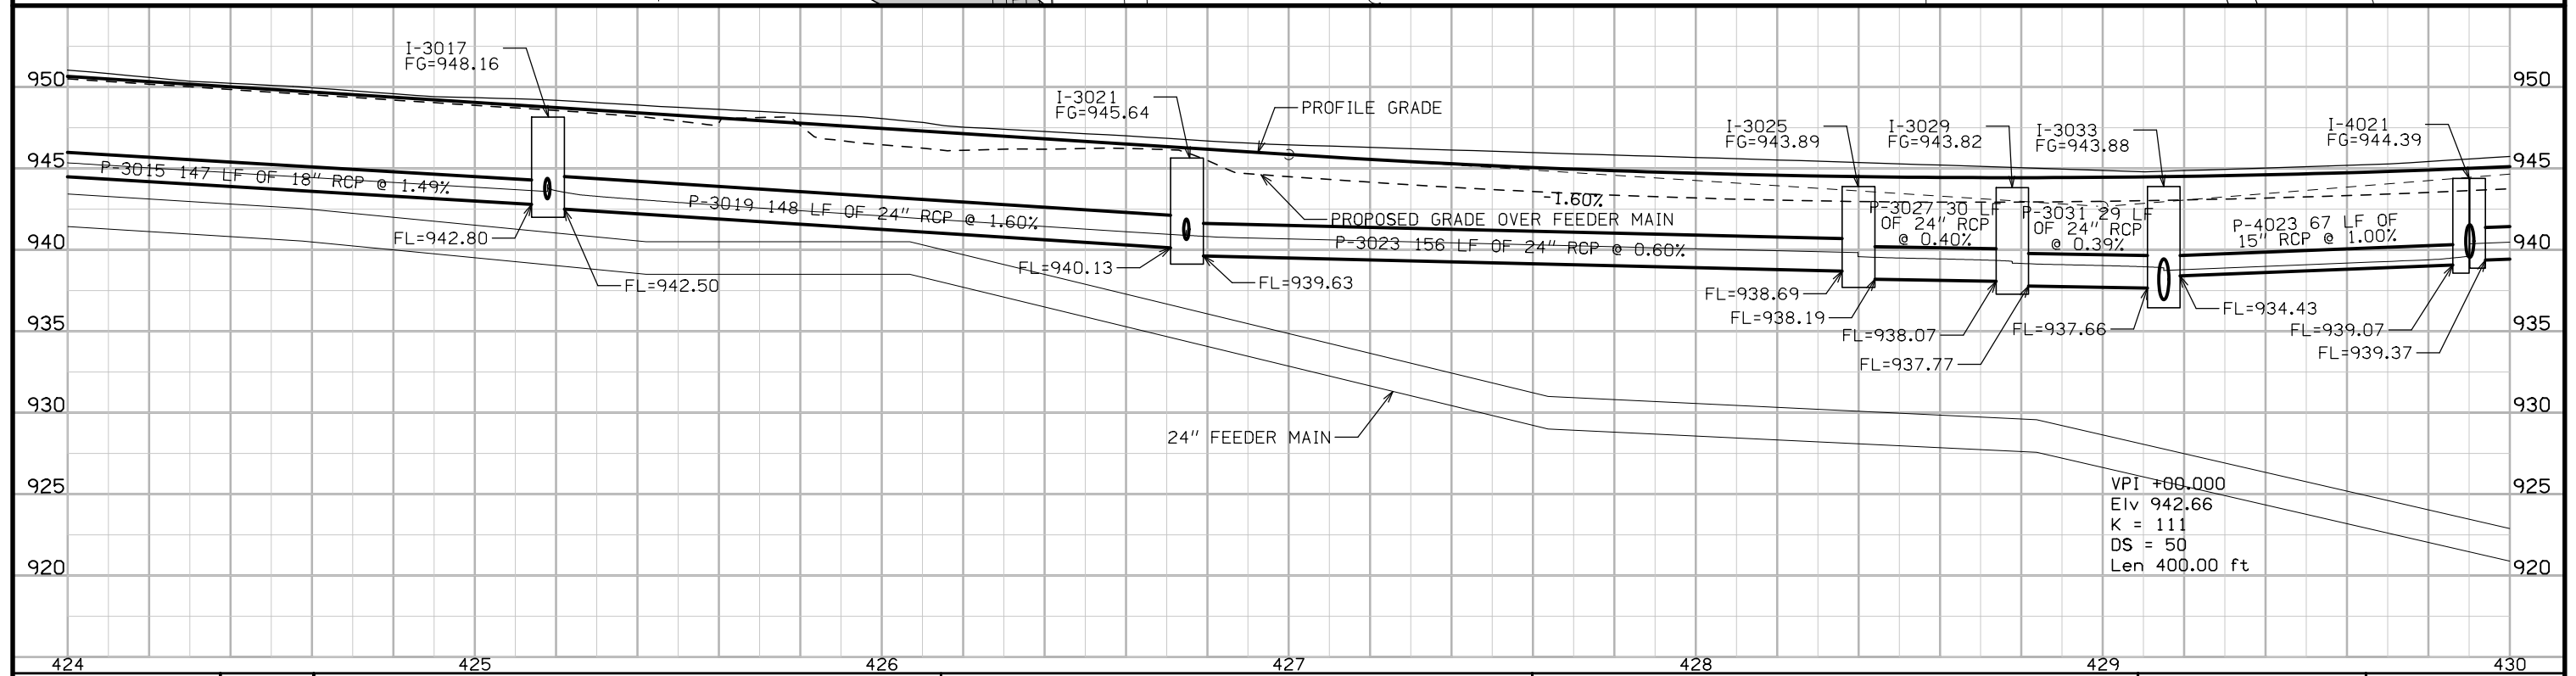 I-3017
FG=948.16
950
945
940
935
930
925
920
P-3015 147 LF OF 18" RCP @ 1.49%
FL=942.80
FL=942.50
P-3019 148 LF OF 24" RCP @ 1.60%
I-3021
FG=945.64
FL=940.13
FL=939.63
PROFILE GRADE
PROPOSED GRADE OVER FEEDER MAIN
P-3023 156 LF OF 24" RCP @ 0.60%
24" FEEDER MAIN
-1.60%
I-3025
FG=943.89
FL=938.69
FL=938.19
P-3027 30 LF
OF 24" RCP
@ 0.40%
I-3029
FG=943.82
FL=938.07
FL=937.77
P-3031 29 LF
OF 24" RCP
@ 0.39%
I-3033
FG=943.88
FL=937.66
FL=934.43
P-4023 67 LF OF
15" RCP @ 1.00%
I-4021
FG=944.39
FL=939.07
FL=939.37
VPI +00.000
Elv 942.66
K = 111
DS = 50
Len 400.00 ft
950
945
940
935
930
925
920
424 425 426 427 428 429 430